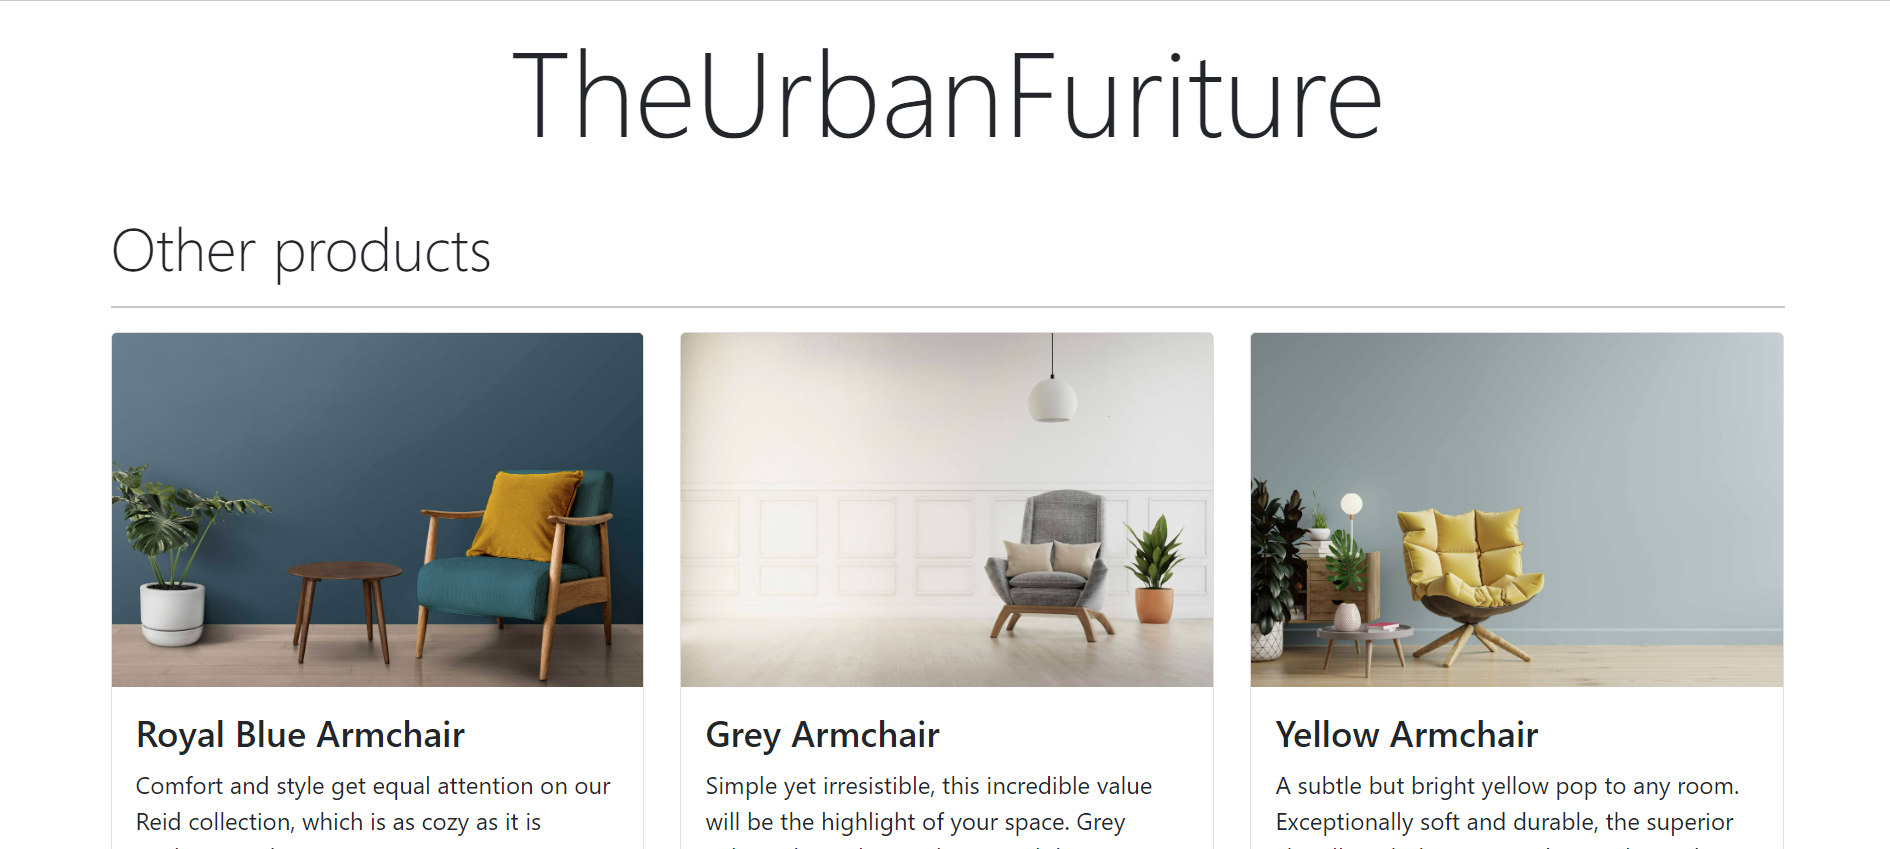 TheUrbanFuriture
Other products
Royal Blue Armchair
Comfort and style get equal attention on our
Reid collection, which is as cozy as it is
Grey Armchair
Simple yet irresistible, this incredible value
will be the highlight of your space. Grey
Yellow Armchair
A subtle but bright yellow pop to any room.
Exceptionally soft and durable, the superior